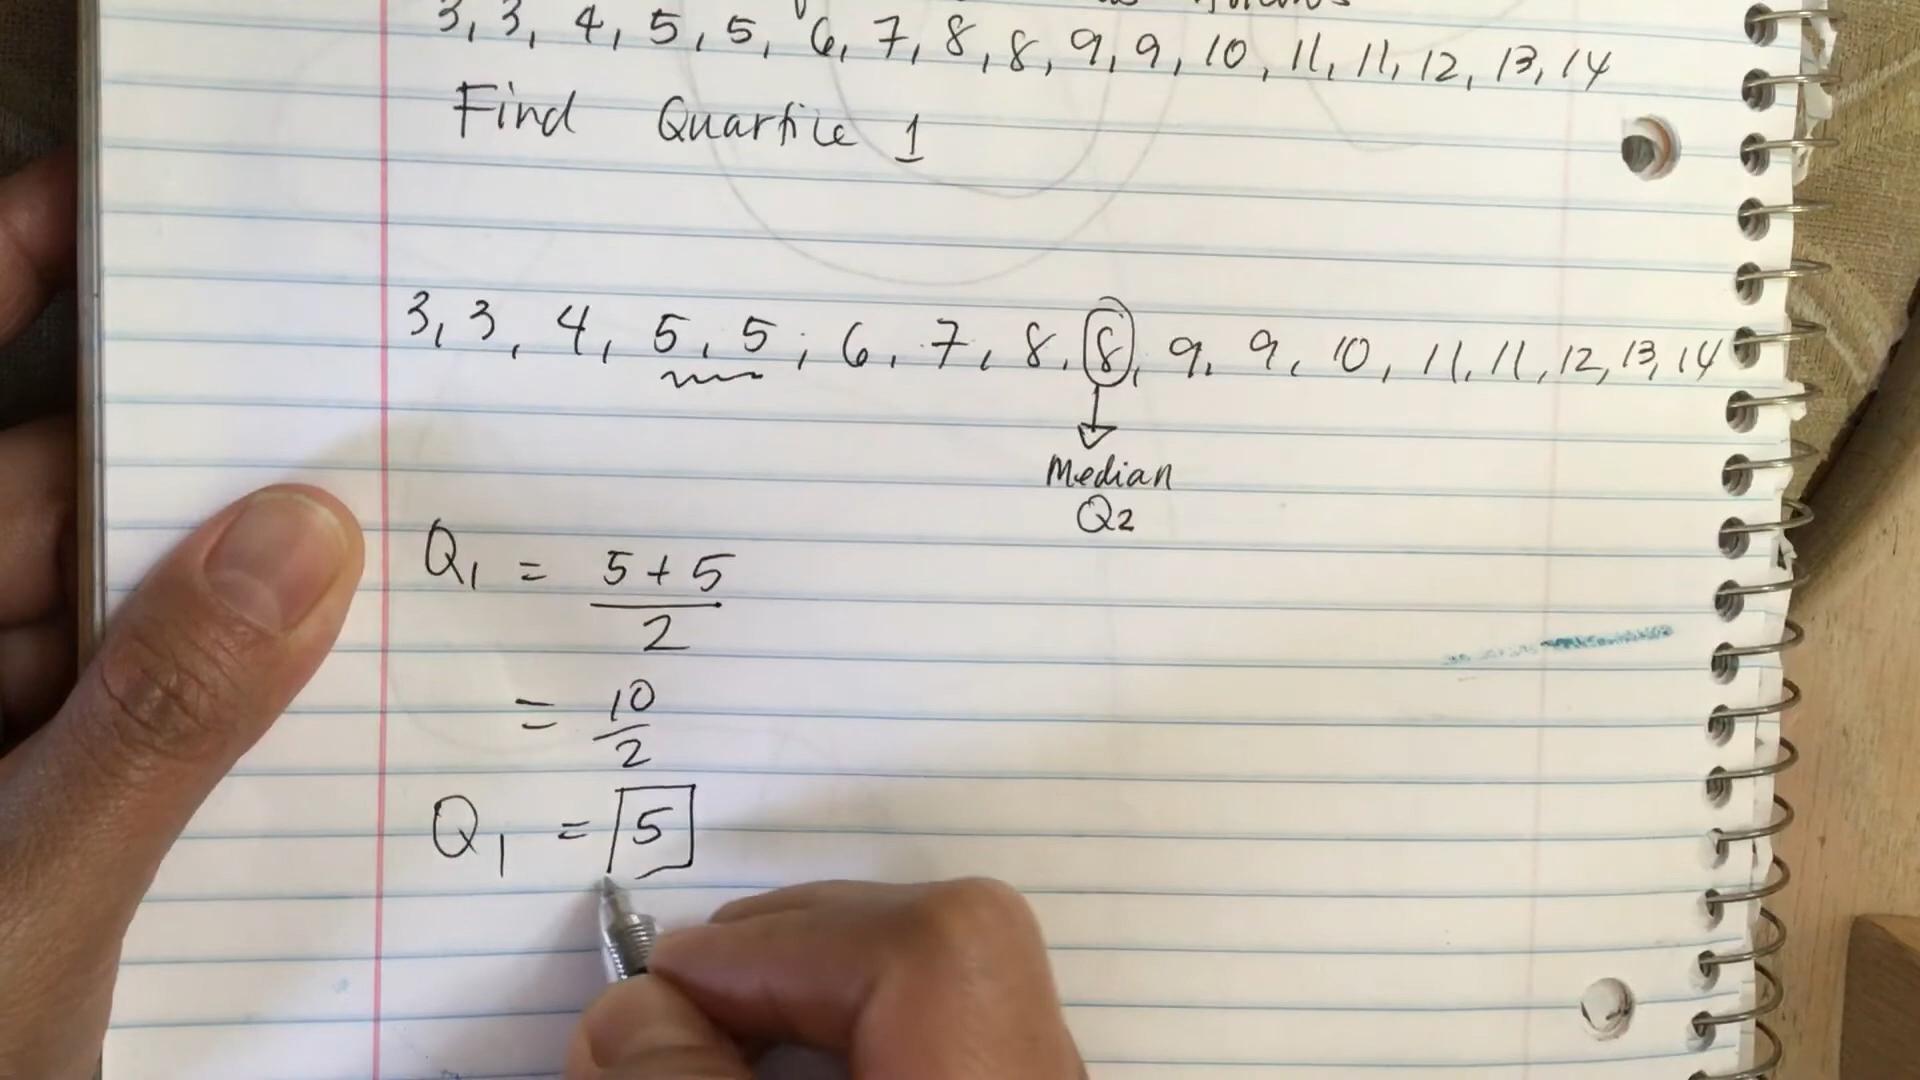 3, 3, 4, 5, 5, 6, 7, 8, 8, 9, 9, 10, 11, 11, 12, 13, 14
Find Quartile 1
3, 3, 4, 5, 5, 6, 7, 8, 8, 9, 9, 10, 11, 11, 12, 13, 14
Median
Q2
Q1 = 5 + 5
2
= 10
2
Q1 = 5